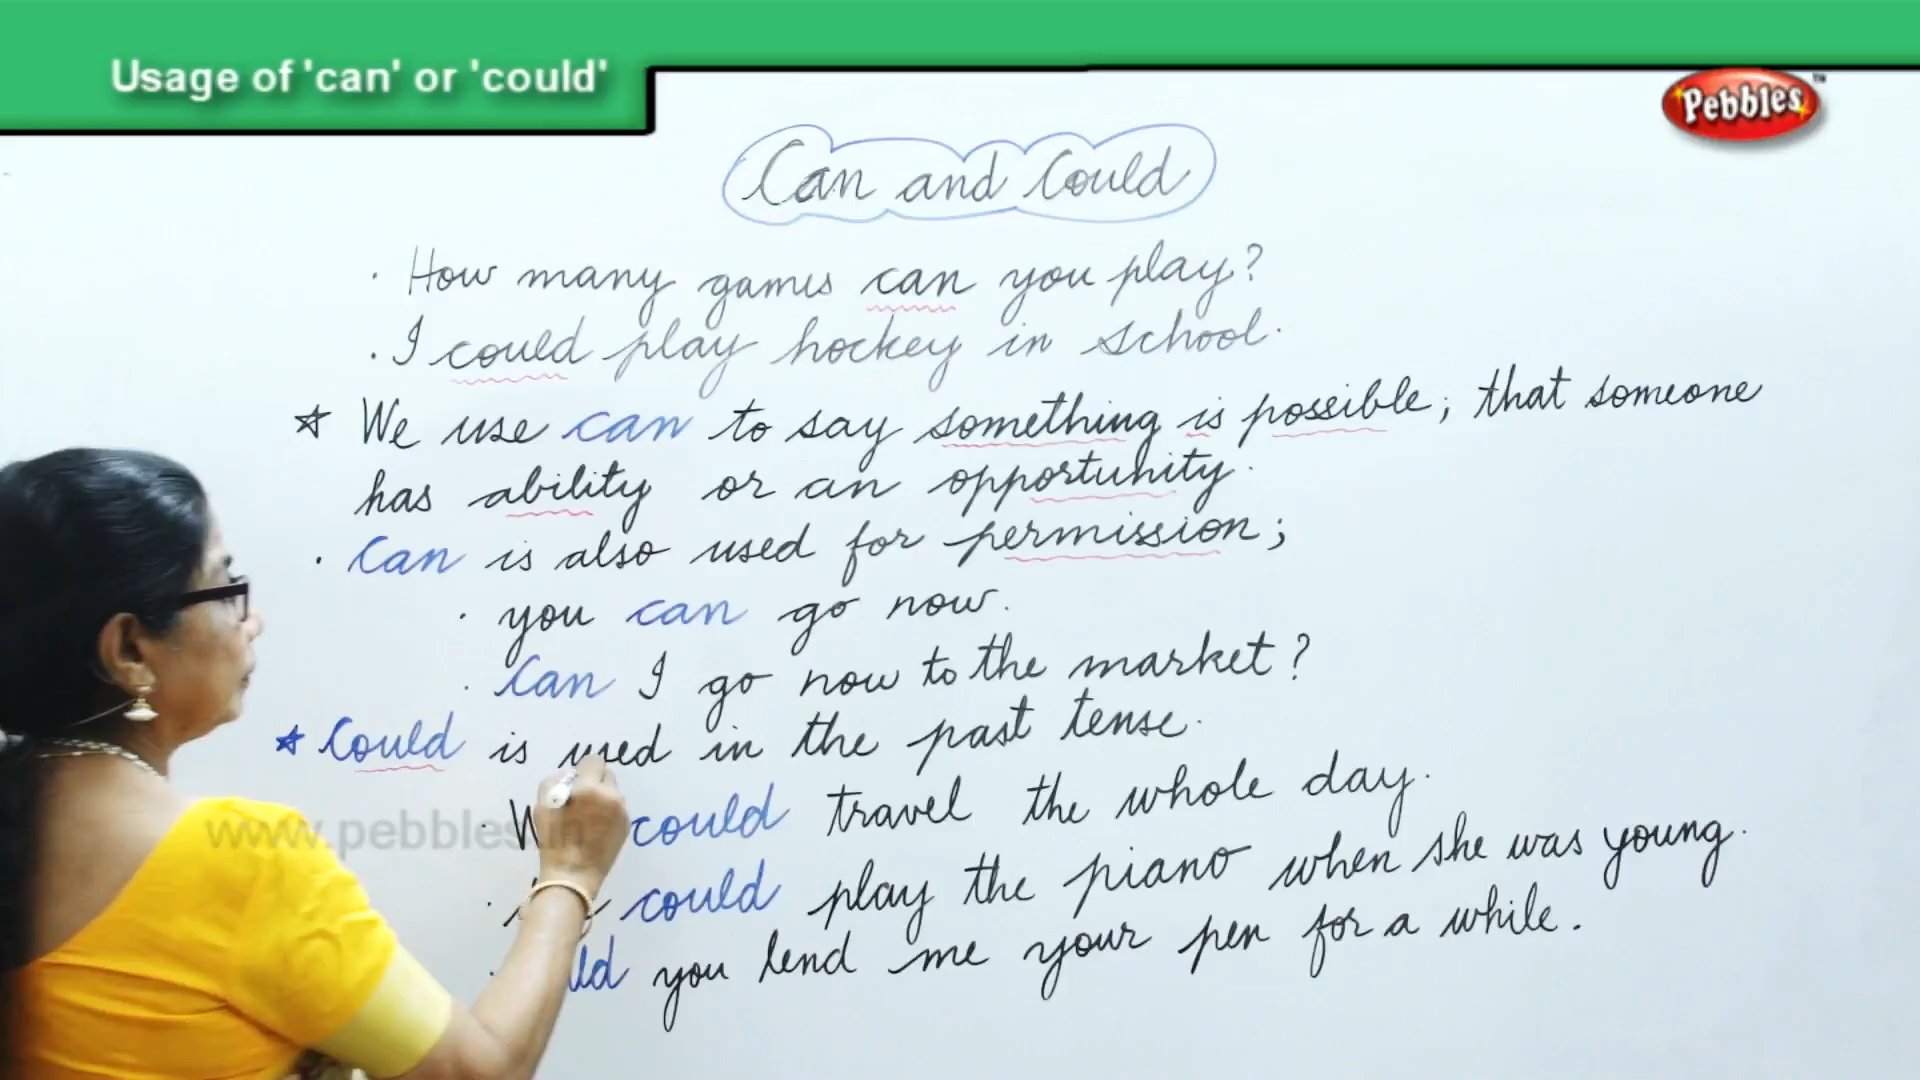 Usage of 'can' or 'could'
Pebbles
TM
Can and Could
· How many games can you play?
· I could play hockey in school.
☆ We use can to say something is possible; that someone
has ability or an opportunity.
· Can is also used for permission;
· you can go now.
· Can I go now to the market?
☆ Could is used in the past tense.
· could travel the whole day.
www.pebbles.in
· could play the piano when she was young.
· ld you lend me your pen for a while.